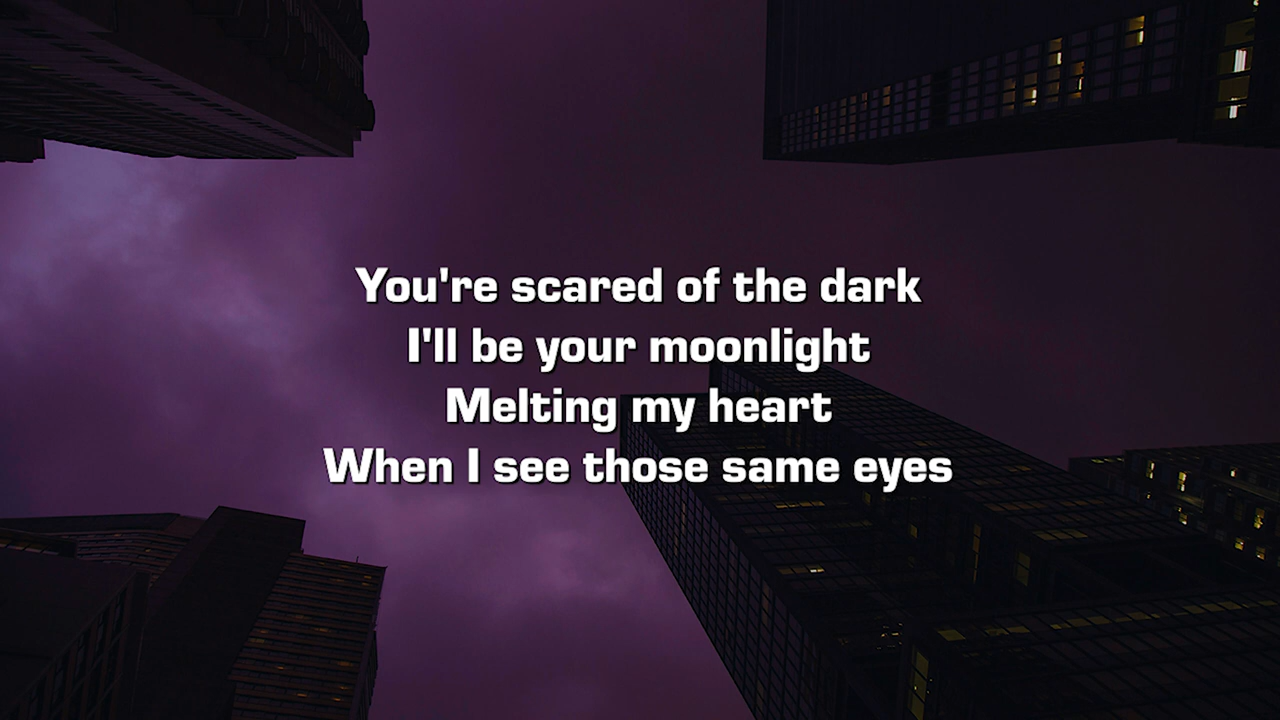 You're scared of the dark
I'll be your moonlight
Melting my heart
When I see those same eyes